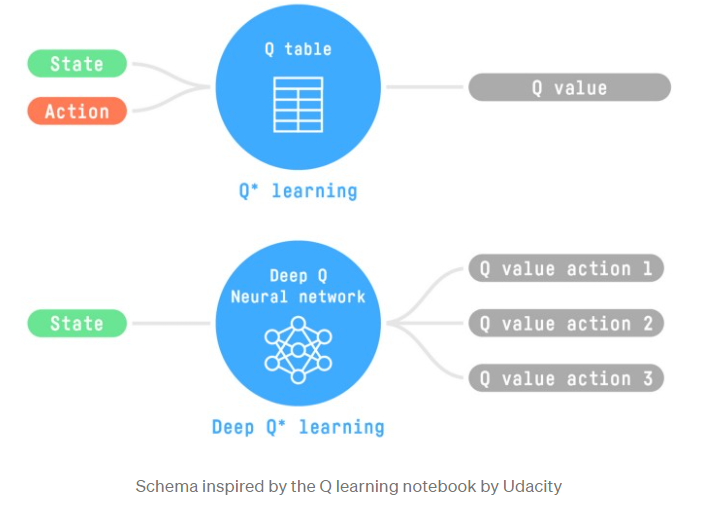 State
Action
Q table
Q value
Q* learning
State
Deep Q
Neural network
Q value action 1
Q value action 2
Q value action 3
Deep Q* learning
Schema inspired by the Q learning notebook by Udacity